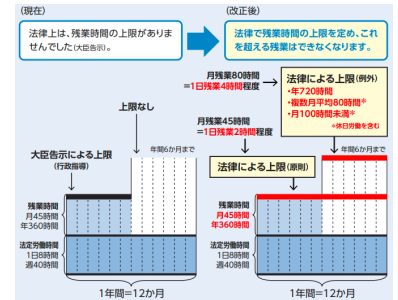 (現在)
法律上は、残業時間の上限がありま
せんでした(大臣告示)。
(改正後)
法律で残業時間の上限を定め、これ
を超える残業はできなくなります。
月残業80時間
=1日残業4時間程度
法律による上限(例外)
・年720時間
・複数月平均80時間*
・月100時間未満*
*休日労働を含む
上限なし
月残業45時間
=1日残業2時間程度
年間6か月まで
大臣告示による上限
(行政指導)
残業時間
月45時間
年360時間
法定労働時間
1日8時間
週40時間
1年間=12か月
年間6か月まで
法律による上限(原則)
残業時間
月45時間
年360時間
法定労働時間
1日8時間
週40時間
1年間=12か月